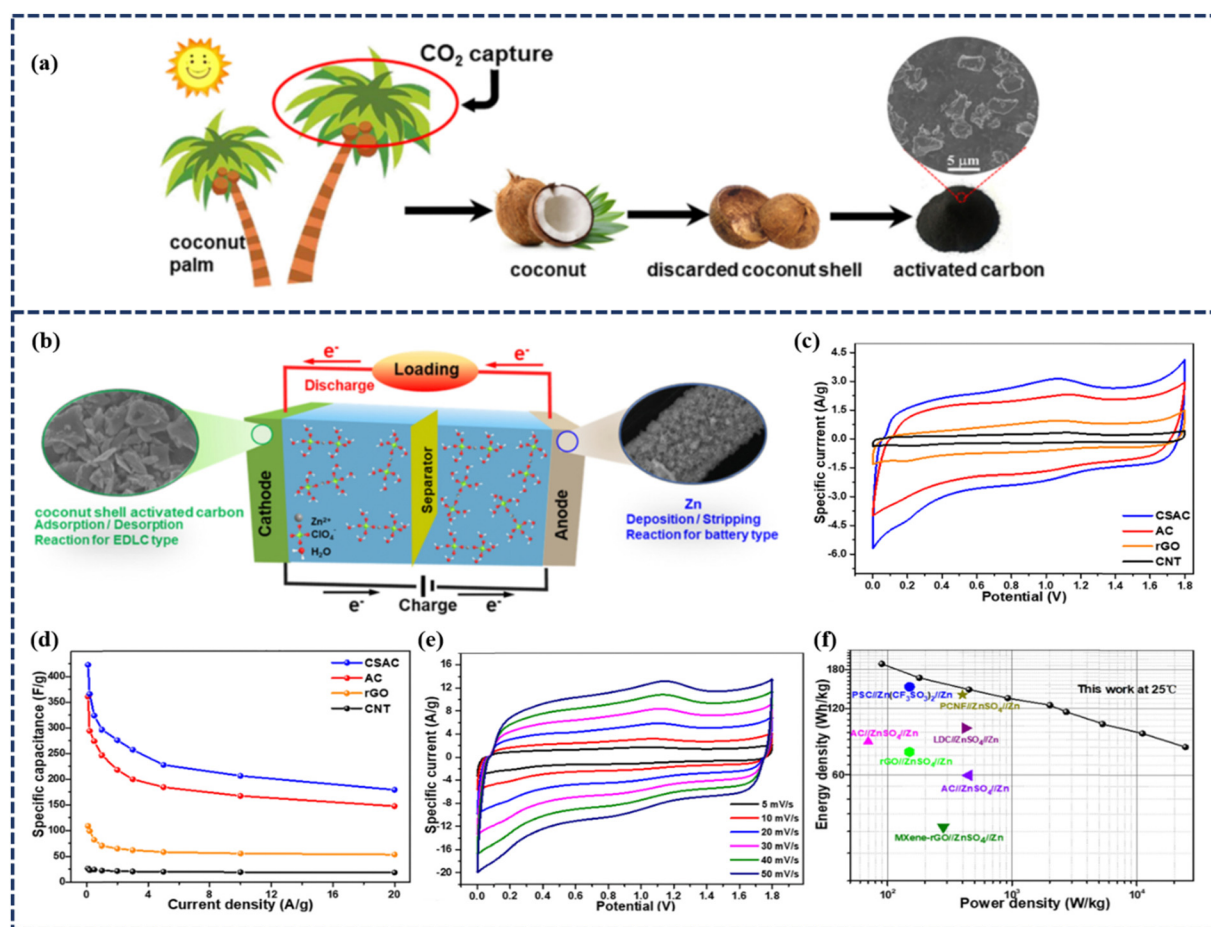 (a)
CO₂ capture
5 μm
coconut
palm
coconut
discarded coconut shell
activated carbon
(b)
e⁻
Loading
e⁻
Discharge
Cathode
Separator
Anode
Zn²⁺
ClO₄⁻
H₂O
coconut shell activated carbon
Adsorption / Desorption
Reaction for EDLC type
Zn
Deposition / Stripping
Reaction for battery type
e⁻
Charge
e⁻
(c)
Specific currrent (A/g)
4.5
3.0
1.5
0.0
-1.5
-3.0
-4.5
-6.0
CSAC
AC
rGO
CNT
0.0 0.2 0.4 0.6 0.8 1.0 1.2 1.4 1.6 1.8
Potential (V)
(d)
Specific capacitance (F/g)
400
350
300
250
200
150
100
50
0
CSAC
AC
rGO
CNT
0 5 10 15 20
Current density (A/g)
(e)
Specific current (A/g)
16
12
8
4
0
-4
-8
-12
-16
-20
5 mV/s
10 mV/s
20 mV/s
30 mV/s
40 mV/s
50 mV/s
0.0 0.2 0.4 0.6 0.8 1.0 1.2 1.4 1.6 1.8
Potential (V)
(f)
Energy density (Wh/kg)
180
120
60
This work at 25℃
PSC//Zn(CF₃SO₃)₂//Zn
PCNF//ZnSO₄//Zn
AC//ZnSO₄//Zn
LDC//ZnSO₄//Zn
rGO//ZnSO₄//Zn
AC//ZnSO₄//Zn
MXene-rGO//ZnSO₄//Zn
10² 10³ 10⁴
Power density (W/kg)